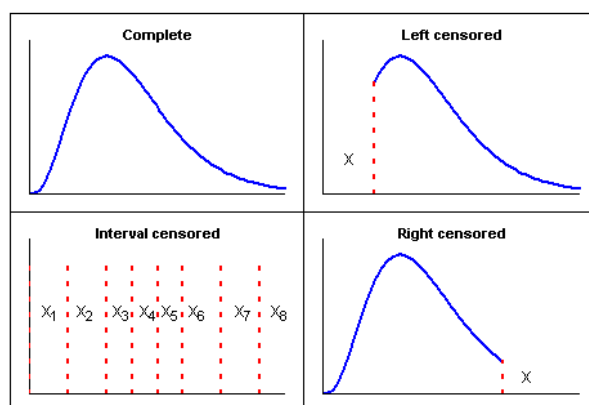 Complete
Left censored
X
Interval censored
X1 X2 X3 X4 X5 X6 X7 X8
Right censored
X